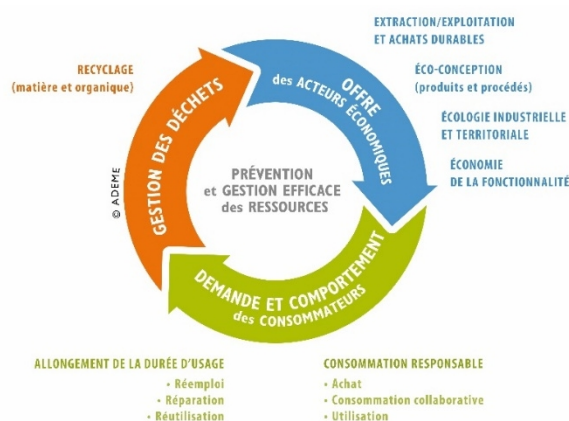 EXTRACTION/EXPLOITATION
ET ACHATS DURABLES
RECYCLAGE
(matière et organique)
ÉCO-CONCEPTION
(produits et procédés)
ÉCOLOGIE INDUSTRIELLE
ET TERRITORIALE
ÉCONOMIE
DE LA FONCTIONNALITÉ
OFFRE
des ACTEURS ÉCONOMIQUES
GESTION DES DÉCHETS
© ADEME
PRÉVENTION
et GESTION EFFICACE
des RESSOURCES
DEMANDE ET COMPORTEMENT
des CONSOMMATEURS
ALLONGEMENT DE LA DURÉE D'USAGE
• Réemploi
• Réparation
• Réutilisation
CONSOMMATION RESPONSABLE
• Achat
• Consommation collaborative
• Utilisation